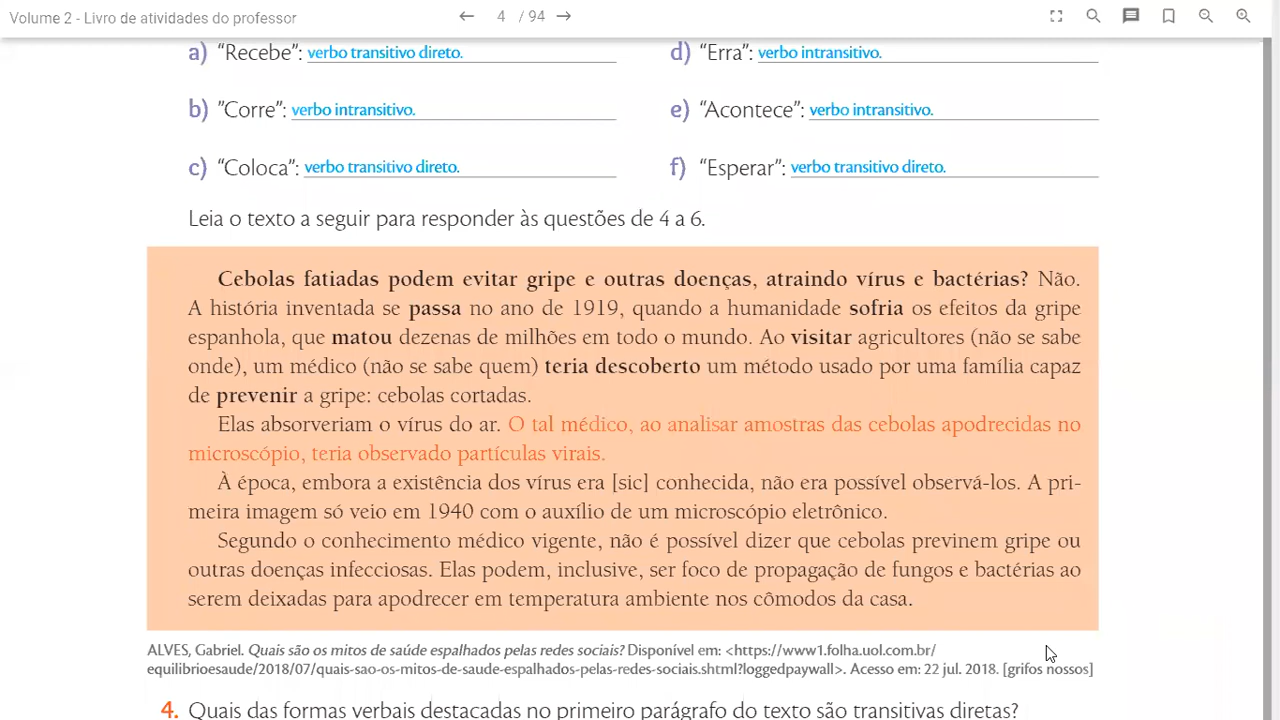 Volume 2 - Livro de atividades do professor
4 / 94
a) “Recebe”: verbo transitivo direto.
d) “Erra”: verbo intransitivo.
b) ”Corre”: verbo intransitivo.
e) “Acontece”: verbo intransitivo.
c) “Coloca”: verbo transitivo direto.
f) “Esperar”: verbo transitivo direto.
Leia o texto a seguir para responder às questões de 4 a 6.
Cebolas fatiadas podem evitar gripe e outras doenças, atraindo vírus e bactérias? Não.
A história inventada se passa no ano de 1919, quando a humanidade sofria os efeitos da gripe
espanhola, que matou dezenas de milhões em todo o mundo. Ao visitar agricultores (não se sabe
onde), um médico (não se sabe quem) teria descoberto um método usado por uma família capaz
de prevenir a gripe: cebolas cortadas.
Elas absorveriam o vírus do ar. O tal médico, ao analisar amostras das cebolas apodrecidas no
microscópio, teria observado partículas virais.
À época, embora a existência dos vírus era [sic] conhecida, não era possível observá-los. A pri-
meira imagem só veio em 1940 com o auxílio de um microscópio eletrônico.
Segundo o conhecimento médico vigente, não é possível dizer que cebolas previnem gripe ou
outras doenças infecciosas. Elas podem, inclusive, ser foco de propagação de fungos e bactérias ao
serem deixadas para apodrecer em temperatura ambiente nos cômodos da casa.
ALVES, Gabriel. Quais são os mitos de saúde espalhados pelas redes sociais? Disponível em: <https://www1.folha.uol.com.br/
equilibrioesaude/2018/07/quais-sao-os-mitos-de-saude-espalhados-pelas-redes-sociais.shtml?loggedpaywall>. Acesso em: 22 jul. 2018. [grifos nossos]
4. Quais das formas verbais destacadas no primeiro parágrafo do texto são transitivas diretas?